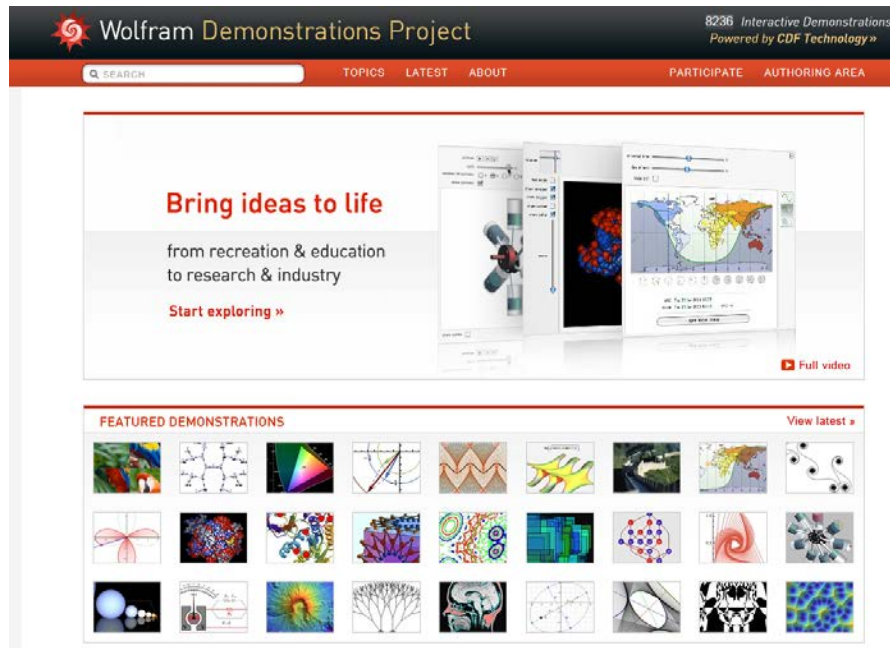 Wolfram Demonstrations Project
8236 Interactive Demonstrations
Powered by CDF Technology »
SEARCH
TOPICS LATEST ABOUT
PARTICIPATE AUTHORING AREA
Bring ideas to life
from recreation & education
to research & industry
Start exploring »
Full video
FEATURED DEMONSTRATIONS
View latest »